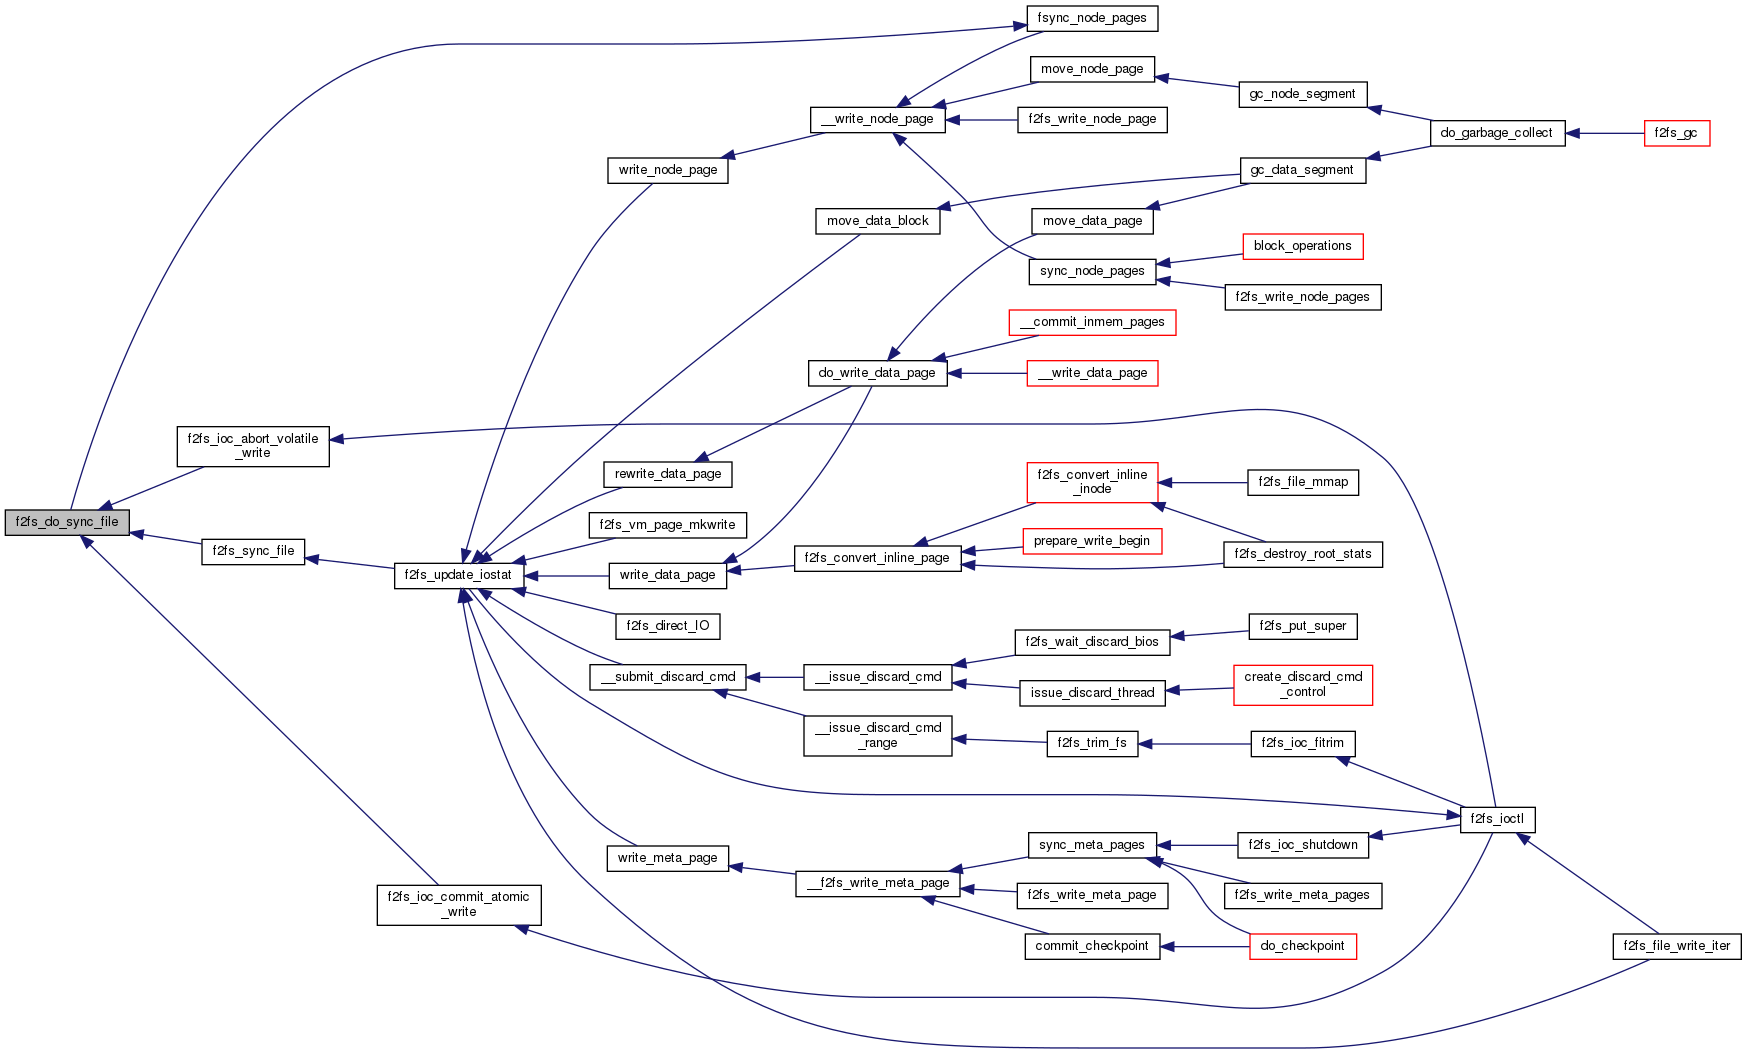 fsync_node_pages
move_node_page
gc_node_segment
__write_node_page
f2fs_write_node_page
do_garbage_collect
f2fs_gc
write_node_page
gc_data_segment
move_data_block
move_data_page
block_operations
sync_node_pages
f2fs_write_node_pages
__commit_inmem_pages
do_write_data_page
__write_data_page
f2fs_ioc_abort_volatile
_write
rewrite_data_page
f2fs_convert_inline
_inode
f2fs_file_mmap
f2fs_do_sync_file
f2fs_vm_page_mkwrite
prepare_write_begin
f2fs_sync_file
f2fs_convert_inline_page
f2fs_destroy_root_stats
f2fs_update_iostat
write_data_page
f2fs_direct_IO
f2fs_wait_discard_bios
f2fs_put_super
__submit_discard_cmd
__issue_discard_cmd
issue_discard_thread
create_discard_cmd
_control
__issue_discard_cmd
_range
f2fs_trim_fs
f2fs_ioc_fitrim
f2fs_ioctl
write_meta_page
sync_meta_pages
f2fs_ioc_shutdown
__f2fs_write_meta_page
f2fs_write_meta_page
f2fs_write_meta_pages
f2fs_ioc_commit_atomic
_write
commit_checkpoint
do_checkpoint
f2fs_file_write_iter